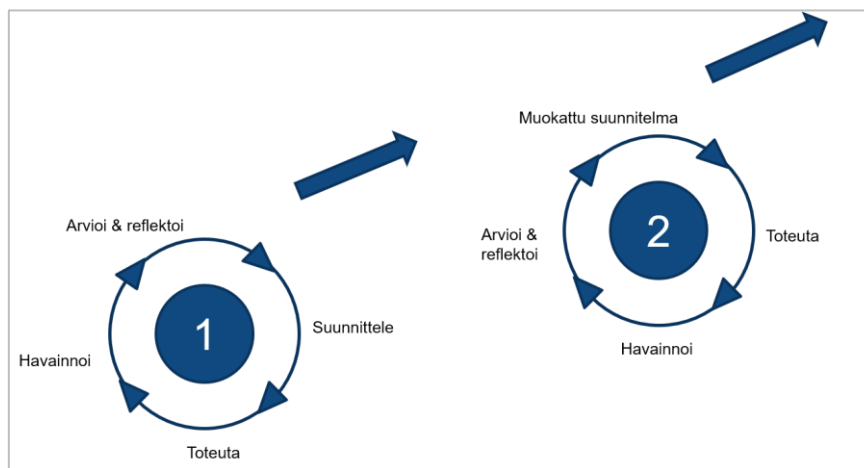 Arvioi & reflektoi
Suunnittele
Toteuta
Havainnoi
1
Muokattu suunnitelma
Toteuta
Havainnoi
Arvioi &
reflektoi
2